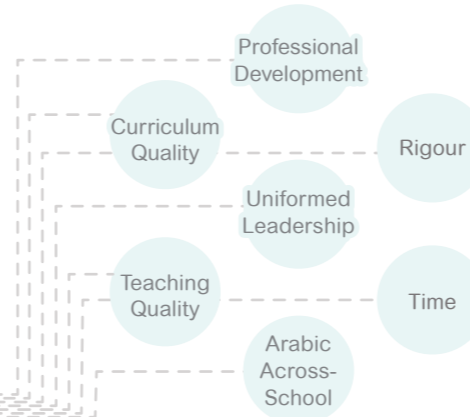 Professional
Development
Curriculum
Quality
Rigour
Uniformed
Leadership
Teaching
Quality
Time
Arabic
Across-
School